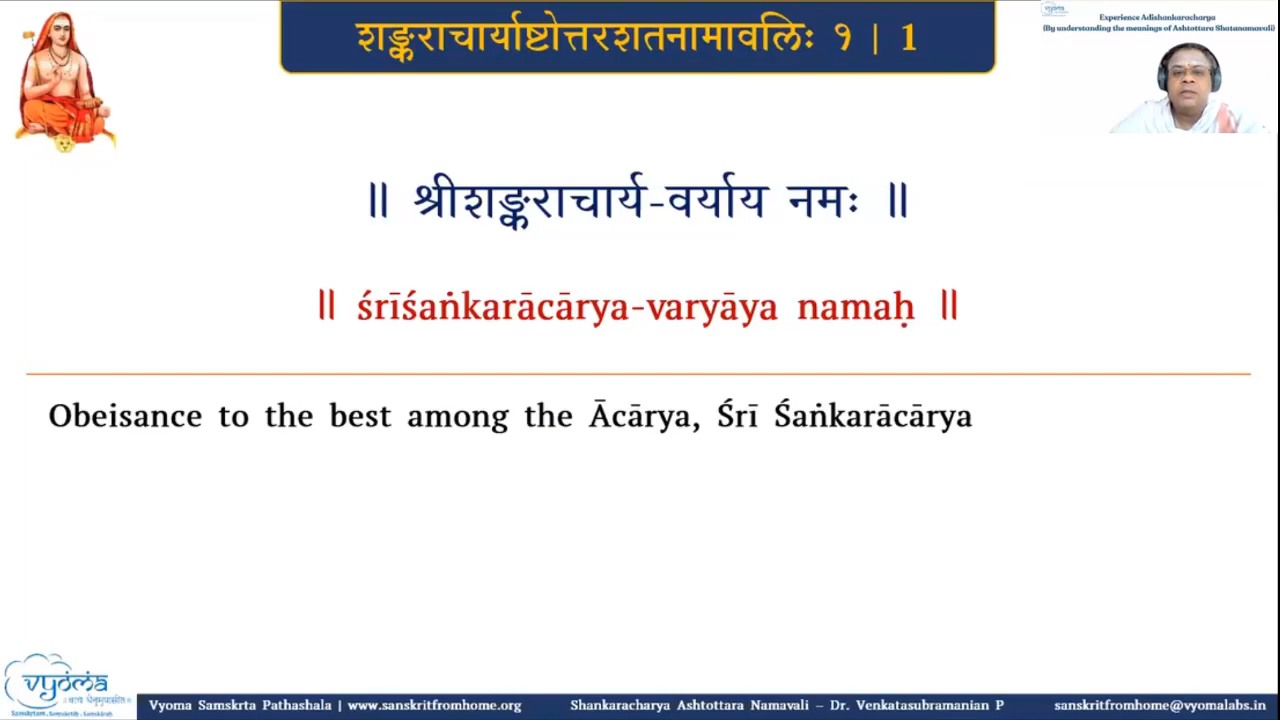 शङ्कराचार्याष्टोत्तरशतनामावलिः १ | 1
vyoma
Experience Adishankaracharya
(By understanding the meanings of Ashtottara Shatanamavali)
॥ श्रीशङ्कराचार्य-वर्याय नमः ॥
॥ śrīśaṅkarācārya-varyāya namaḥ ॥
Obeisance to the best among the Ācārya, Śrī Śaṅkarācārya
vyoma
Vyoma Samskrta Pathashala | www.sanskritfromhome.org Shankaracharya Ashtottara Namavali – Dr. Venkatasubramanian P sanskritfromhome@vyomalabs.in